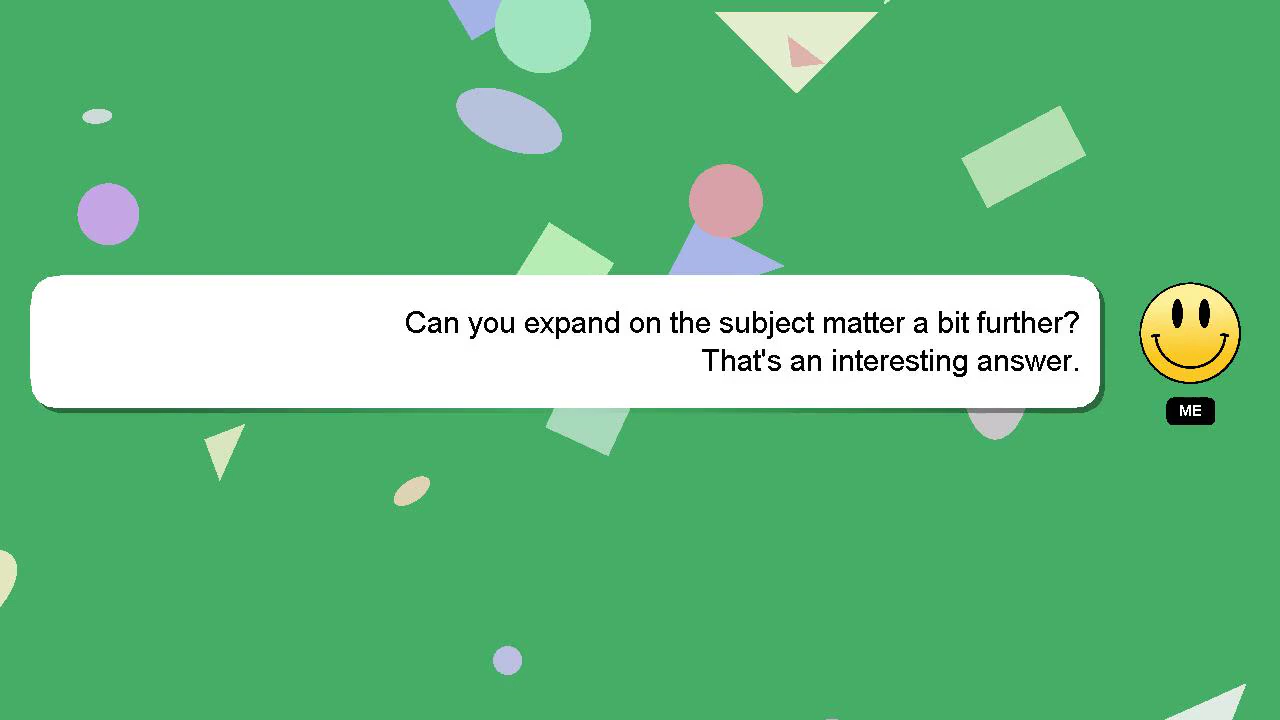 Can you expand on the subject matter a bit further?
That's an interesting answer.
ME